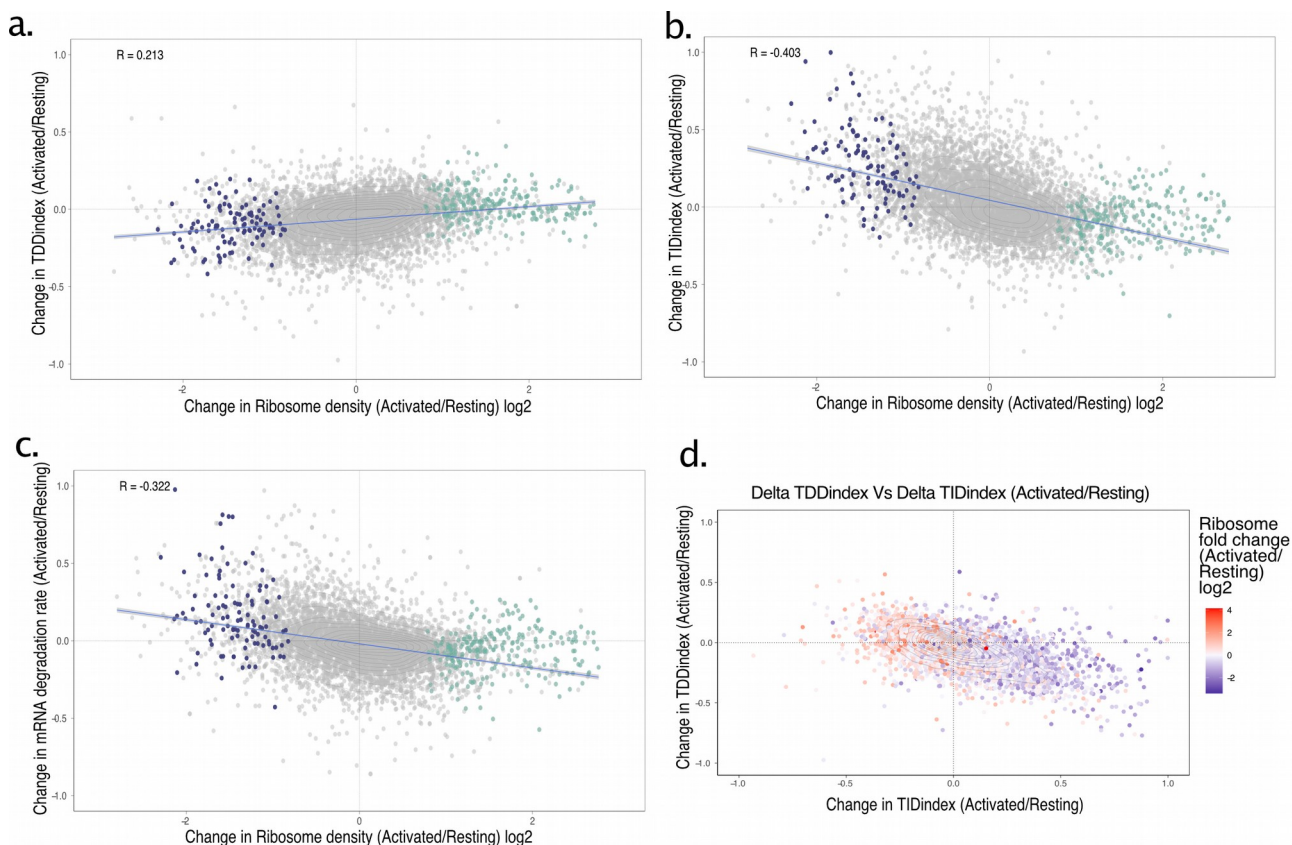 a.
R = 0.213
1.0
0.5
0.0
-0.5
-1.0
-2
0
2
Change in TDDindex (Activated/Resting)
Change in Ribosome density (Activated/Resting) log2
b.
R = -0.403
1.0
0.5
0.0
-0.5
-1.0
-2
0
2
Change in TIDindex (Activated/Resting)
Change in Ribosome density (Activated/Resting) log2
c.
R = -0.322
1.0
0.5
0.0
-0.5
-1.0
-2
0
2
Change in mRNA degradation rate (Activated/Resting)
Change in Ribosome density (Activated/Resting) log2
d.
Delta TDDindex Vs Delta TIDindex (Activated/Resting)
1.0
0.5
0.0
-0.5
-1.0
-1.0
-0.5
0.0
0.5
1.0
Change in TDDindex (Activated/Resting)
Change in TIDindex (Activated/Resting)
Ribosome
fold change
(Activated/
Resting)
log2
4
2
0
-2